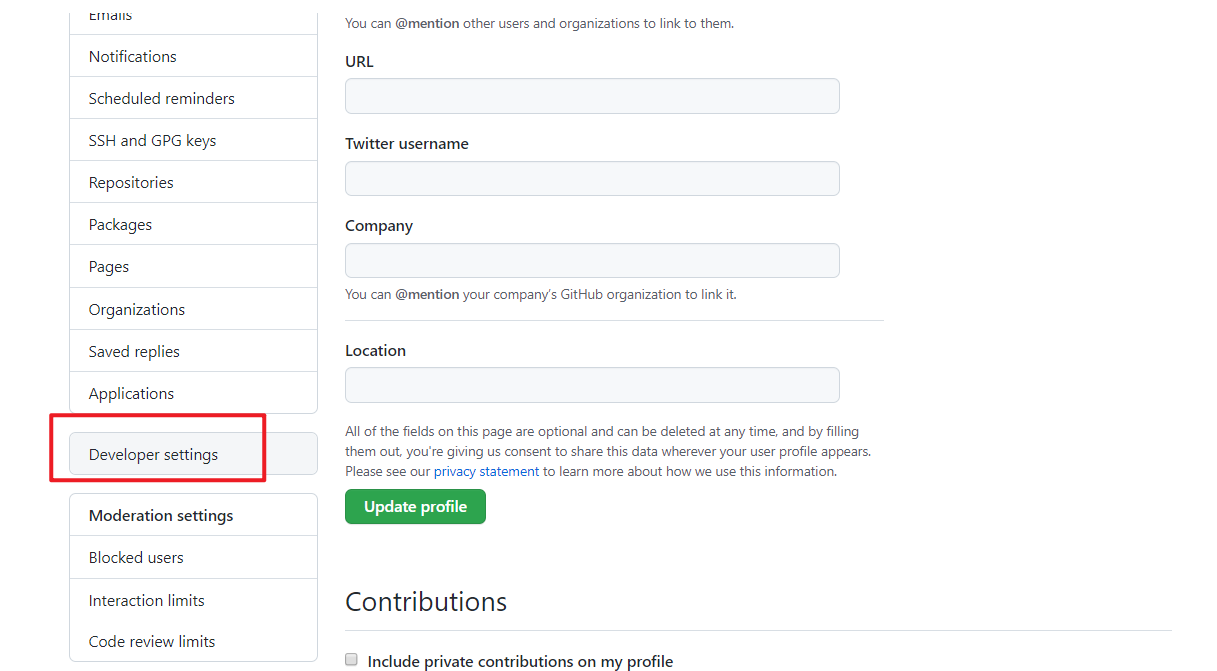 Emails
Notifications
Scheduled reminders
SSH and GPG keys
Repositories
Packages
Pages
Organizations
Saved replies
Applications
Developer settings
Moderation settings
Blocked users
Interaction limits
Code review limits
You can @mention other users and organizations to link to them.
URL
Twitter username
Company
You can @mention your company’s GitHub organization to link it.
Location
All of the fields on this page are optional and can be deleted at any time, and by filling
them out, you're giving us consent to share this data wherever your user profile appears.
Please see our privacy statement to learn more about how we use this information.
Update profile
Contributions
Include private contributions on my profile